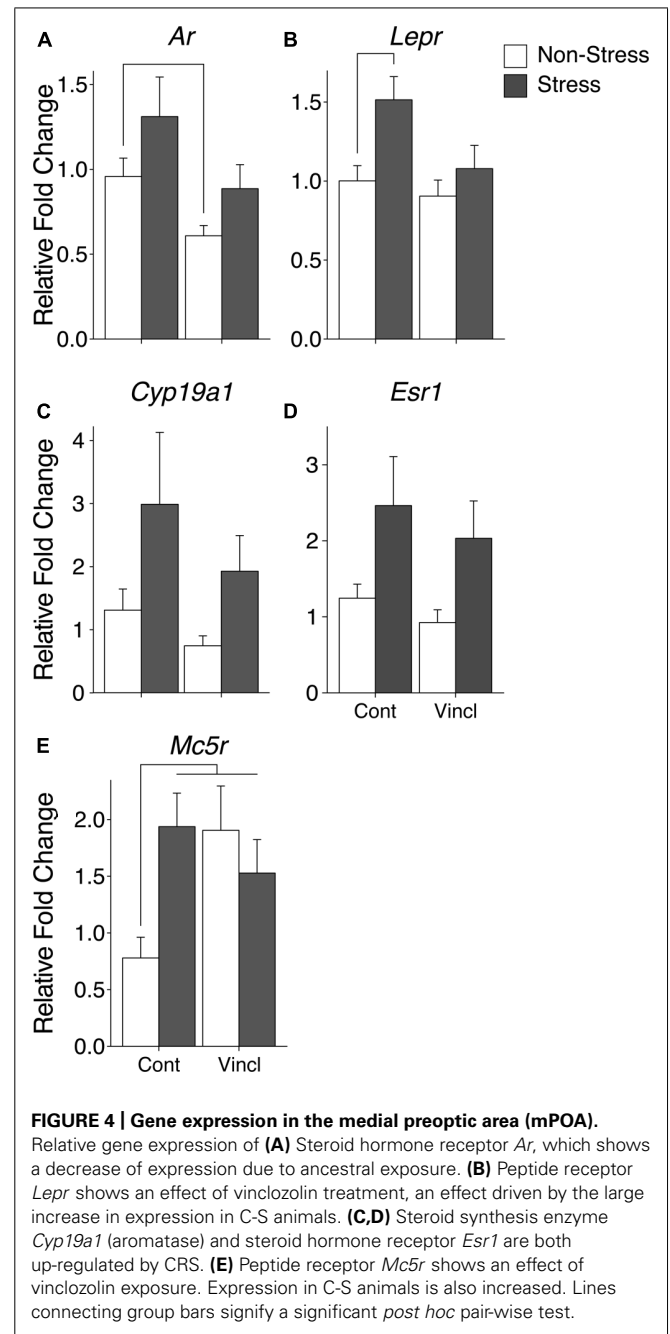 A
Ar
B
Lepr
Non-Stress
Stress
Relative Fold Change
1.5
1.0
0.5
0.0
1.5
1.0
0.5
0.0
C
Cyp19a1
D
Esr1
Relative Fold Change
4
3
2
1
0
3
2
1
0
Cont Vincl
E
Mc5r
Relative Fold Change
2.0
1.5
1.0
0.5
0.0
Cont Vincl
FIGURE 4 | Gene expression in the medial preoptic area (mPOA).
Relative gene expression of (A) Steroid hormone receptor Ar, which shows
a decrease of expression due to ancestral exposure. (B) Peptide receptor
Lepr shows an effect of vinclozolin treatment, an effect driven by the large
increase in expression in C-S animals. (C,D) Steroid synthesis enzyme
Cyp19a1 (aromatase) and steroid hormone receptor Esr1 are both
up-regulated by CRS. (E) Peptide receptor Mc5r shows an effect of
vinclozolin exposure. Expression in C-S animals is also increased. Lines
connecting group bars signify a significant post hoc pair-wise test.